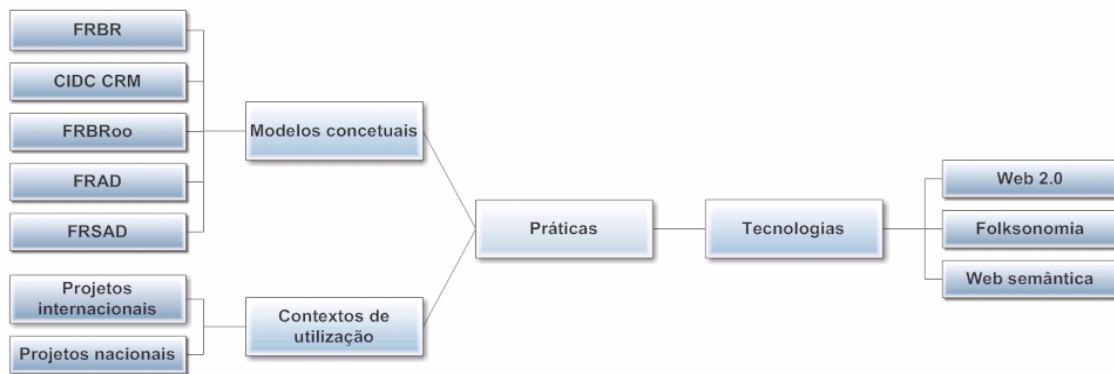 FRBR
CIDC CRM
FRBRoo
FRAD
FRSAD
Modelos concetuais
Projetos
internacionais
Projetos nacionais
Contextos de
utilização
Práticas
Tecnologias
Web 2.0
Folksonomia
Web semântica